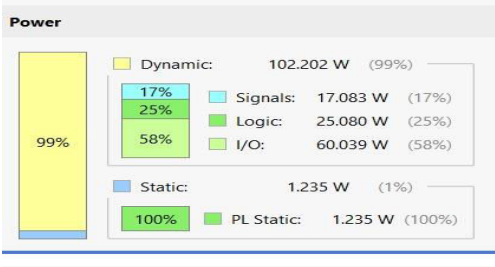 Power
Dynamic: 102.202 W (99%)
17% Signals: 17.083 W (17%)
25% Logic: 25.080 W (25%)
99% 58% I/O: 60.039 W (58%)
Static: 1.235 W (1%)
100% PL Static: 1.235 W (100%)